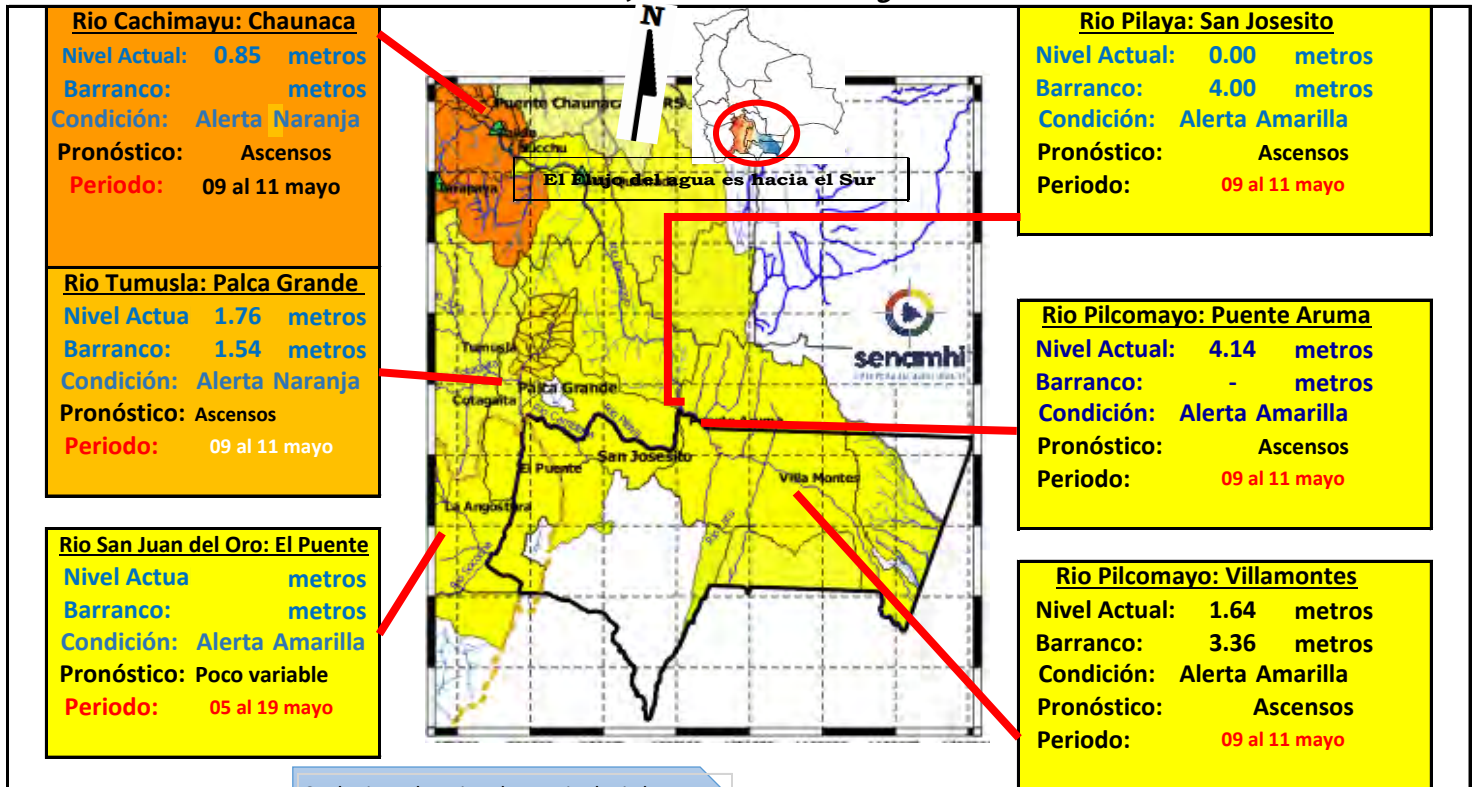 Rio Cachimayu: Chaunaca
Nivel Actual: 0.85 metros
Barranco: metros
Condición: Alerta Naranja
Pronóstico: Ascensos
Periodo: 09 al 11 mayo
Rio Tumusla: Palca Grande
Nivel Actua 1.76 metros
Barranco: 1.54 metros
Condición: Alerta Naranja
Pronóstico: Ascensos
Periodo: 09 al 11 mayo
Rio San Juan del Oro: El Puente
Nivel Actua metros
Barranco: metros
Condición: Alerta Amarilla
Pronóstico: Poco variable
Periodo: 05 al 19 mayo
N
Puente Chaunaca
El Flujo del agua es hacia el Sur
Tarapaya
senamhi
Tumusla
Palca Grande
Cotagaita
San Josesito
El Puente
Villa Montes
La Angostura
Rio Pilaya: San Josesito
Nivel Actual: 0.00 metros
Barranco: 4.00 metros
Condición: Alerta Amarilla
Pronóstico: Ascensos
Periodo: 09 al 11 mayo
Rio Pilcomayo: Puente Aruma
Nivel Actual: 4.14 metros
Barranco: -
Condición: Alerta Amarilla
Pronóstico: Ascensos
Periodo: 09 al 11 mayo
Rio Pilcomayo: Villamontes
Nivel Actual: 1.64 metros
Barranco: 3.36 metros
Condición: Alerta Amarilla
Pronóstico: Ascensos
Periodo: 09 al 11 mayo